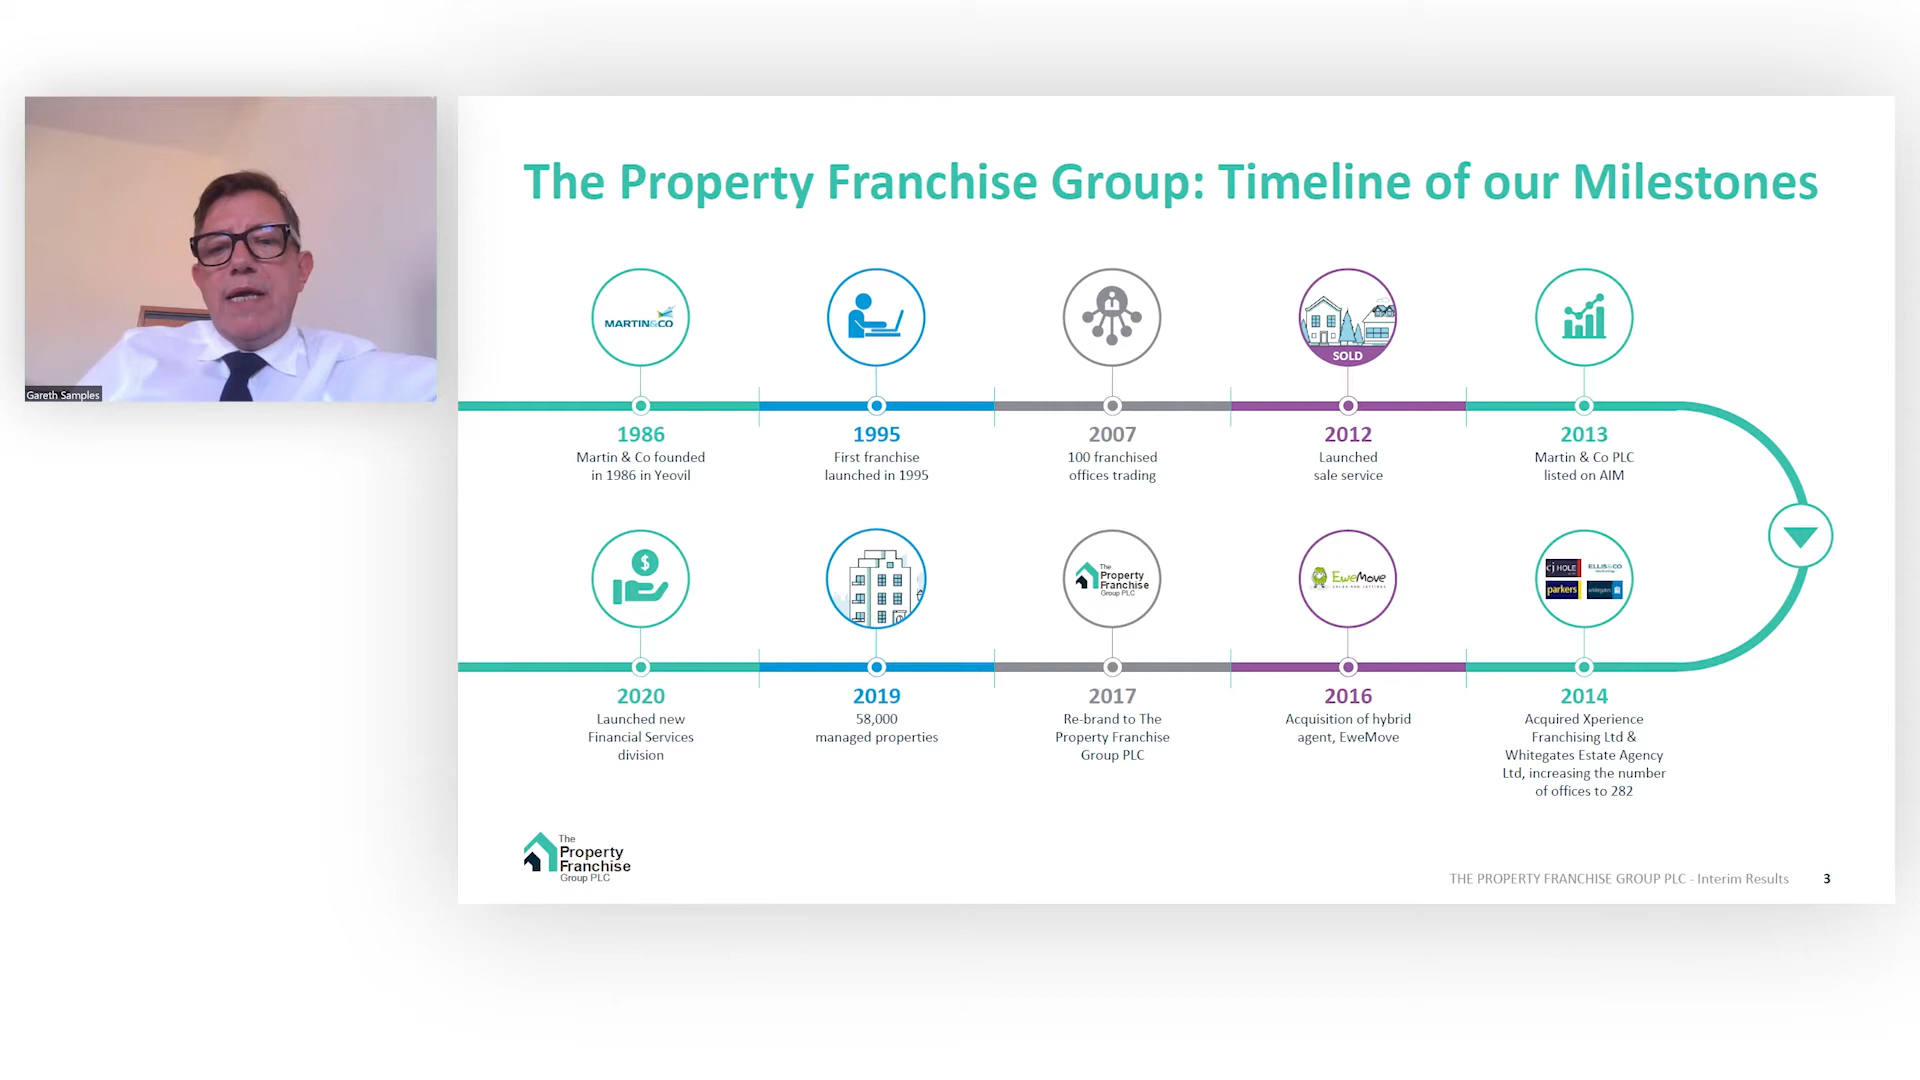 Gareth Samples
The Property Franchise Group: Timeline of our Milestones
MARTIN&CO
SOLD
1986
Martin & Co founded
in 1986 in Yeovil
1995
First franchise
launched in 1995
2007
100 franchised
offices trading
2012
Launched
sale service
2013
Martin & Co PLC
listed on AIM
$
The
Property
Franchise
Group PLC
EweMove
SALES AND LETTINGS
CJ HOLE
ELLIS&CO
parkers
whitegates
2020
Launched new
Financial Services
division
2019
58,000
managed properties
2017
Re-brand to The
Property Franchise
Group PLC
2016
Acquisition of hybrid
agent, EweMove
2014
Acquired Xperience
Franchising Ltd &
Whitegates Estate Agency
Ltd, increasing the number
of offices to 282
The
Property
Franchise
Group PLC
THE PROPERTY FRANCHISE GROUP PLC - Interim Results 3